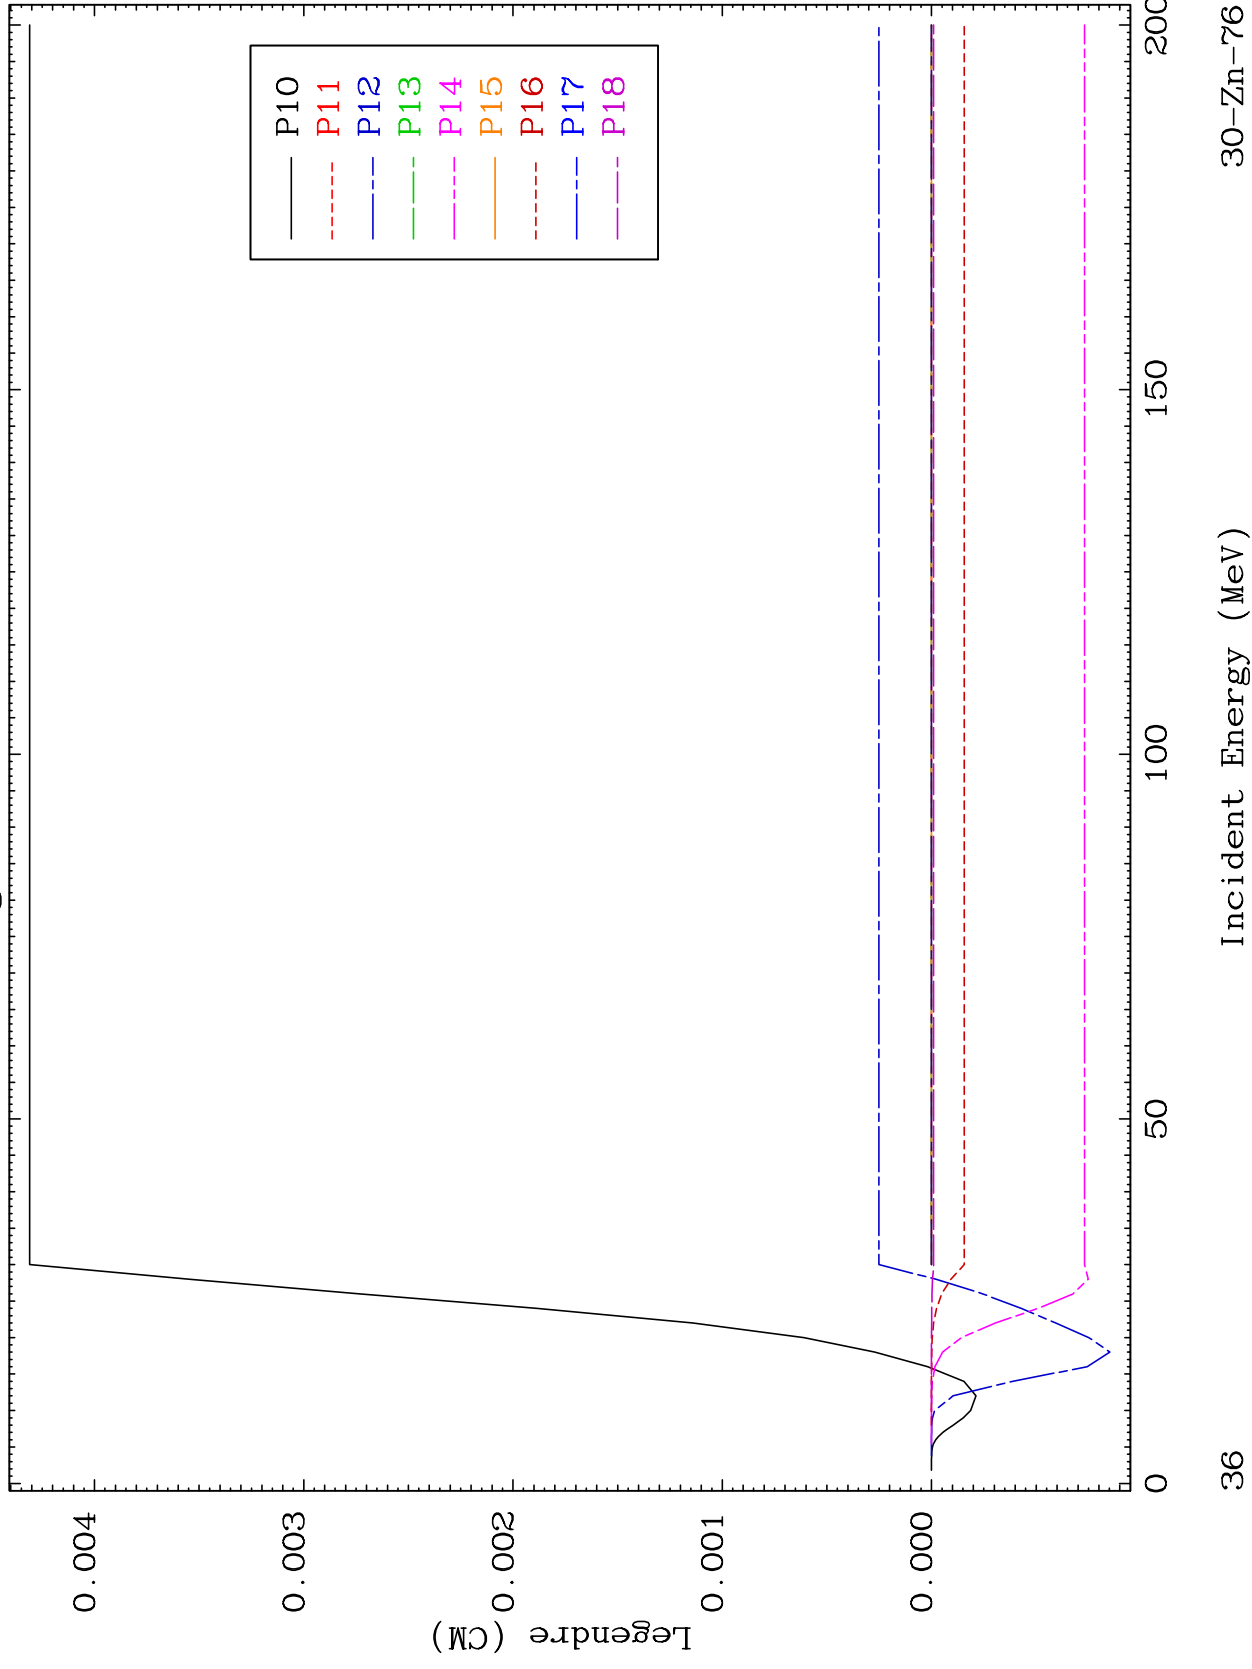 Legendre (CM)
0.004
0.003
0.002
0.001
0.000
P10
P11
P12
P13
P14
P15
P16
P17
P18
0
50
100
150
200
36
Incident Energy (MeV)
30-Zn-76